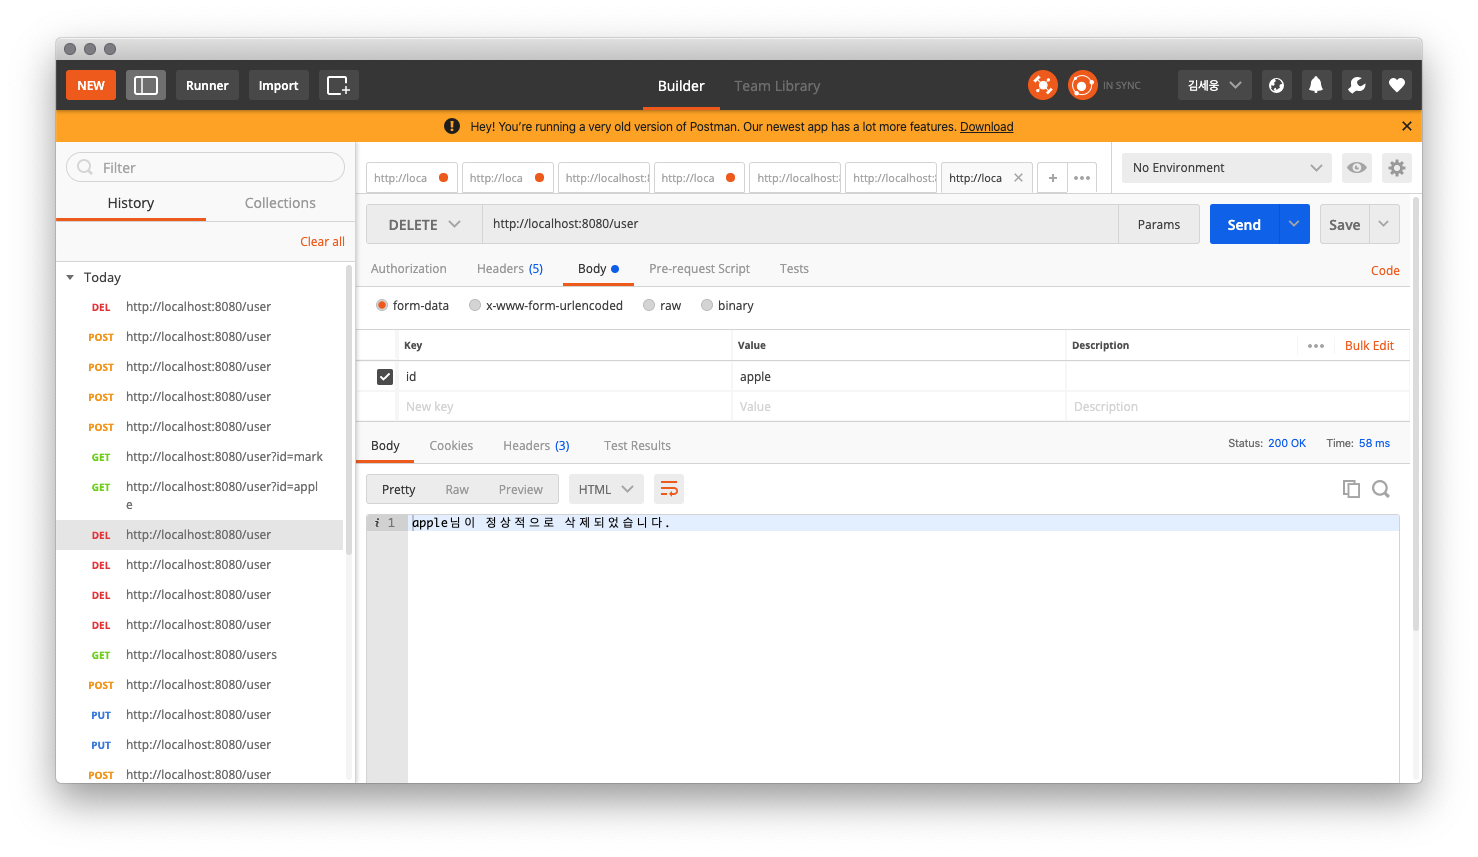 NEW
Runner
Import
Builder
Team Library
IN SYNC
김세웅
Hey! You're running a very old version of Postman. Our newest app has a lot more features. Download
Filter
History
Collections
Clear all
Today
DEL http://localhost:8080/user
POST http://localhost:8080/user
POST http://localhost:8080/user
POST http://localhost:8080/user
POST http://localhost:8080/user
GET http://localhost:8080/user?id=mark
GET http://localhost:8080/user?id=appl
e
DEL http://localhost:8080/user
DEL http://localhost:8080/user
DEL http://localhost:8080/user
DEL http://localhost:8080/user
GET http://localhost:8080/users
POST http://localhost:8080/user
PUT http://localhost:8080/user
PUT http://localhost:8080/user
POST http://localhost:8080/user
http://loca
http://loca
http://localhost:8
http://loca
http://localhost:8
http://localhost:8
http://loca
No Environment
DELETE
http://localhost:8080/user
Params
Send
Save
Authorization
Headers (5)
Body
Pre-request Script
Tests
Code
form-data
x-www-form-urlencoded
raw
binary
Key
Value
Description
Bulk Edit
id
apple
New key
Value
Description
Body
Cookies
Headers (3)
Test Results
Status: 200 OK
Time: 58 ms
Pretty
Raw
Preview
HTML
i 1
apple님이 정상적으로 삭제되었습니다.